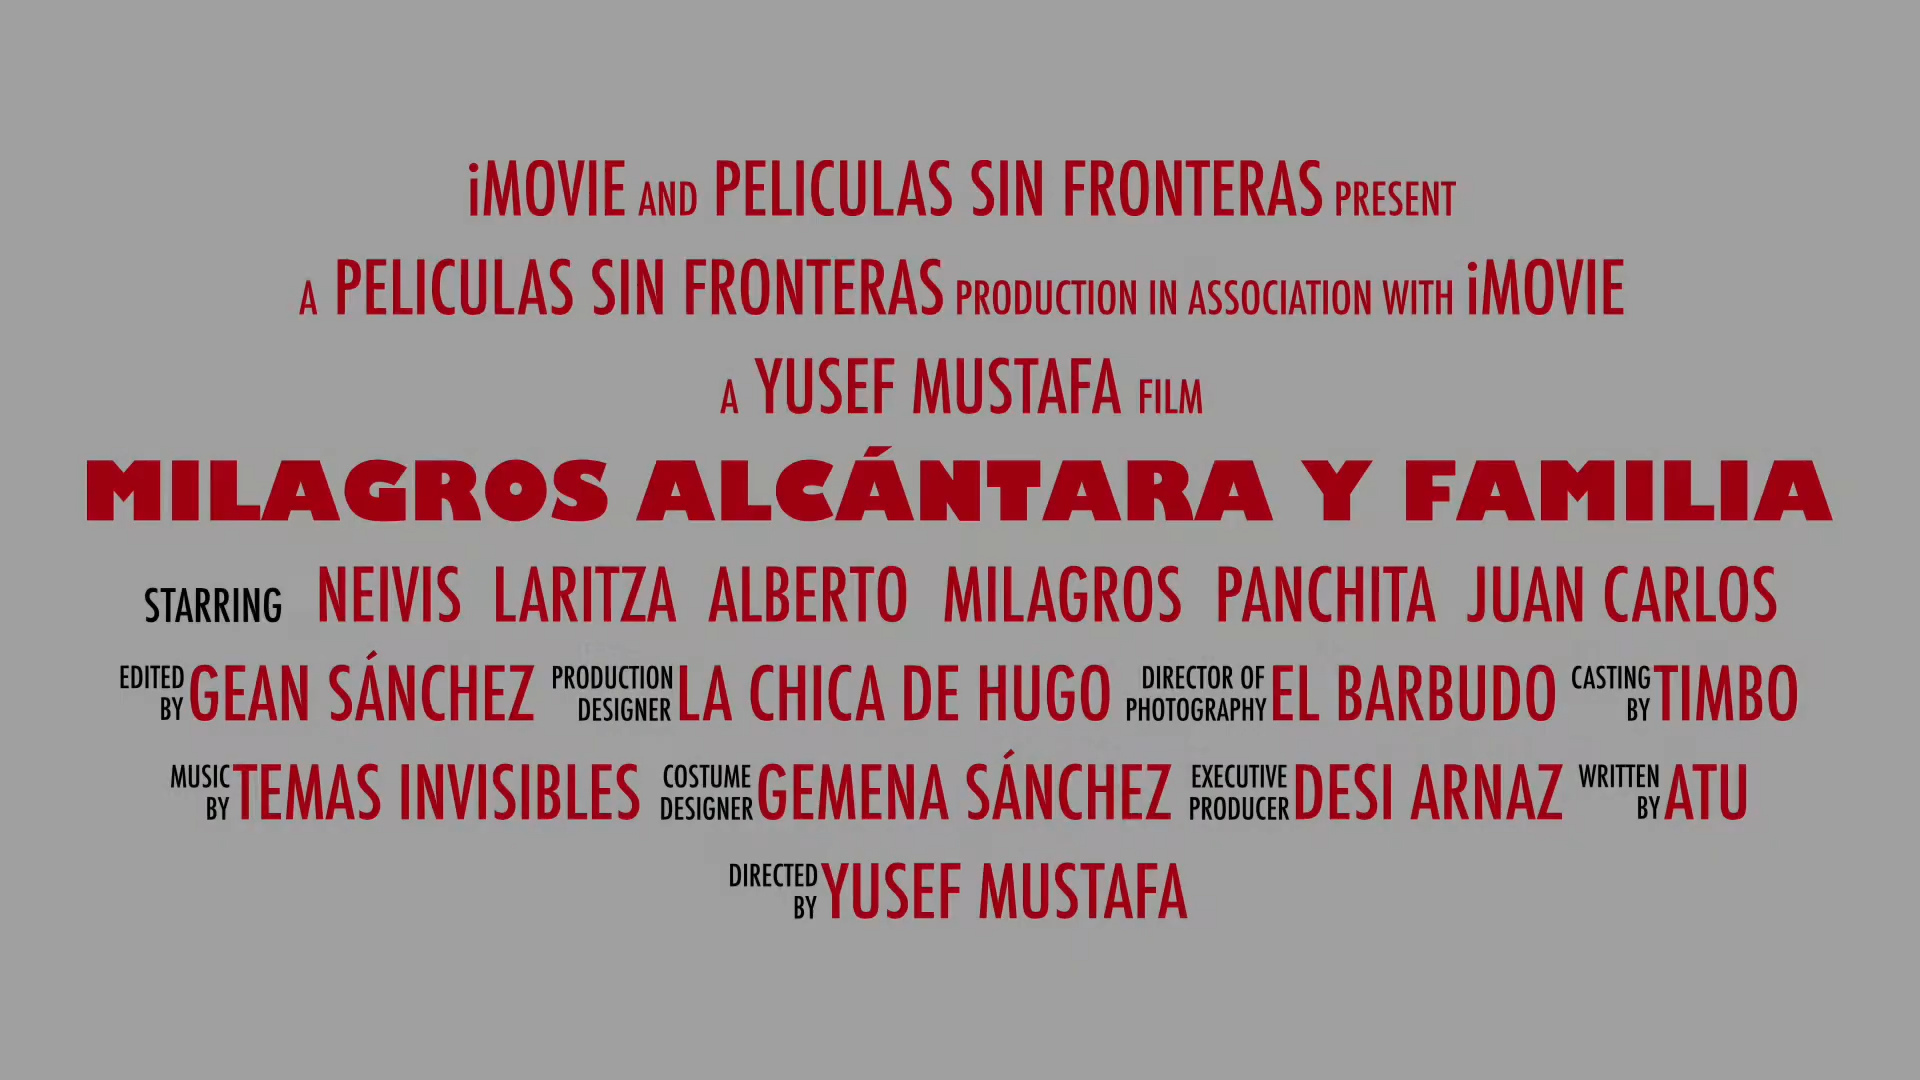 iMOVIE AND PELICULAS SIN FRONTERAS PRESENT
A PELICULAS SIN FRONTERAS PRODUCTION IN ASSOCIATION WITH iMOVIE
A YUSEF MUSTAFA FILM
MILAGROS ALCÁNTARA Y FAMILIA
STARRING NEIVIS LARITZA ALBERTO MILAGROS PANCHITA JUAN CARLOS
EDITED BY GEAN SÁNCHEZ PRODUCTION DESIGNER LA CHICA DE HUGO DIRECTOR OF PHOTOGRAPHY EL BARBUDO CASTING BY TIMBO
MUSIC BY TEMAS INVISIBLES COSTUME DESIGNER GEMENA SÁNCHEZ EXECUTIVE PRODUCER DESI ARNAZ WRITTEN BY ATU
DIRECTED BY YUSEF MUSTAFA